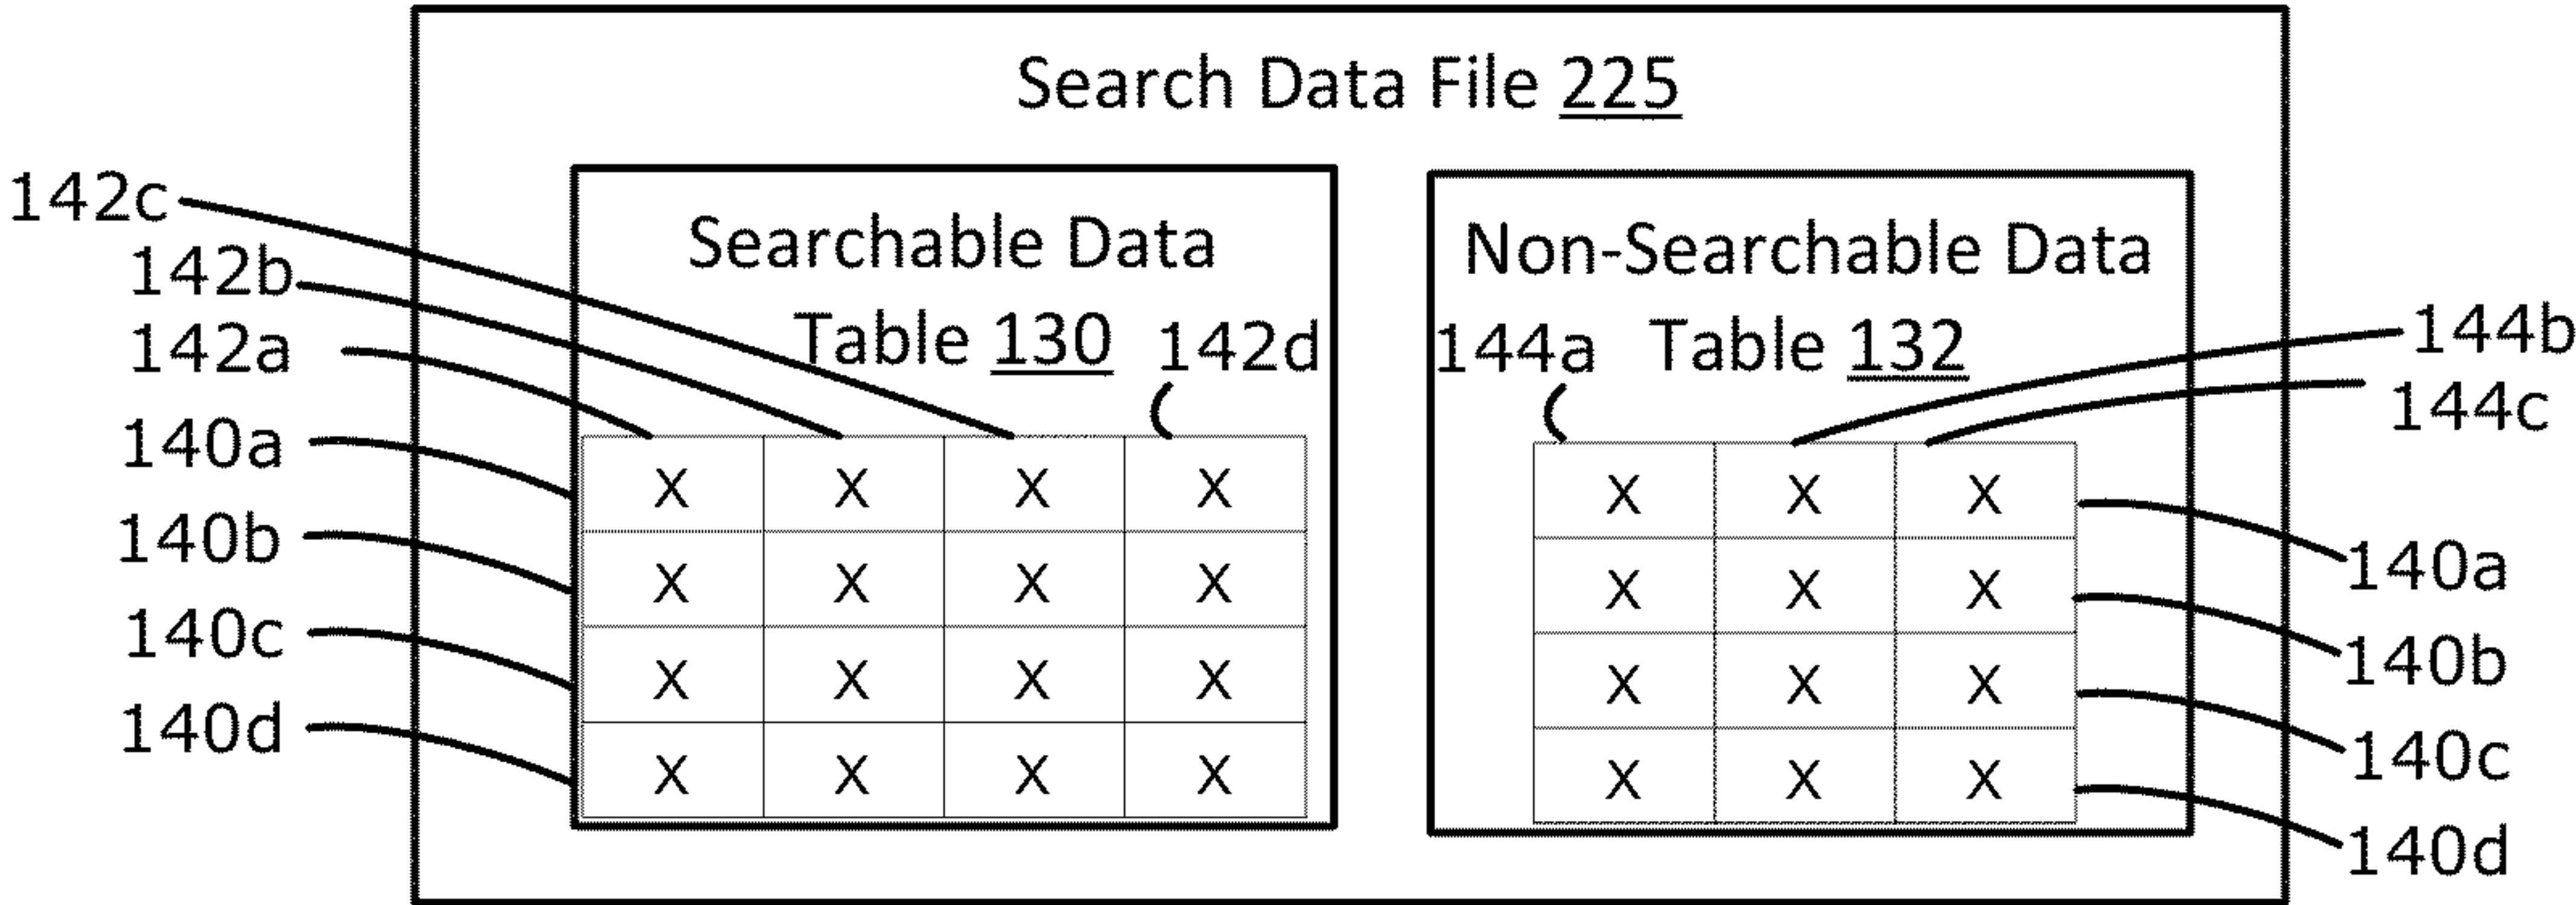 Search Data File 225
142c
142b
142a
140a
140b
140c
140d
Searchable Data
Table 130
142d
X X X X
X X X X
X X X X
X X X X
Non-Searchable Data
144a Table 132
X X X
X X X
X X X
X X X
144b
144c
140a
140b
140c
140d